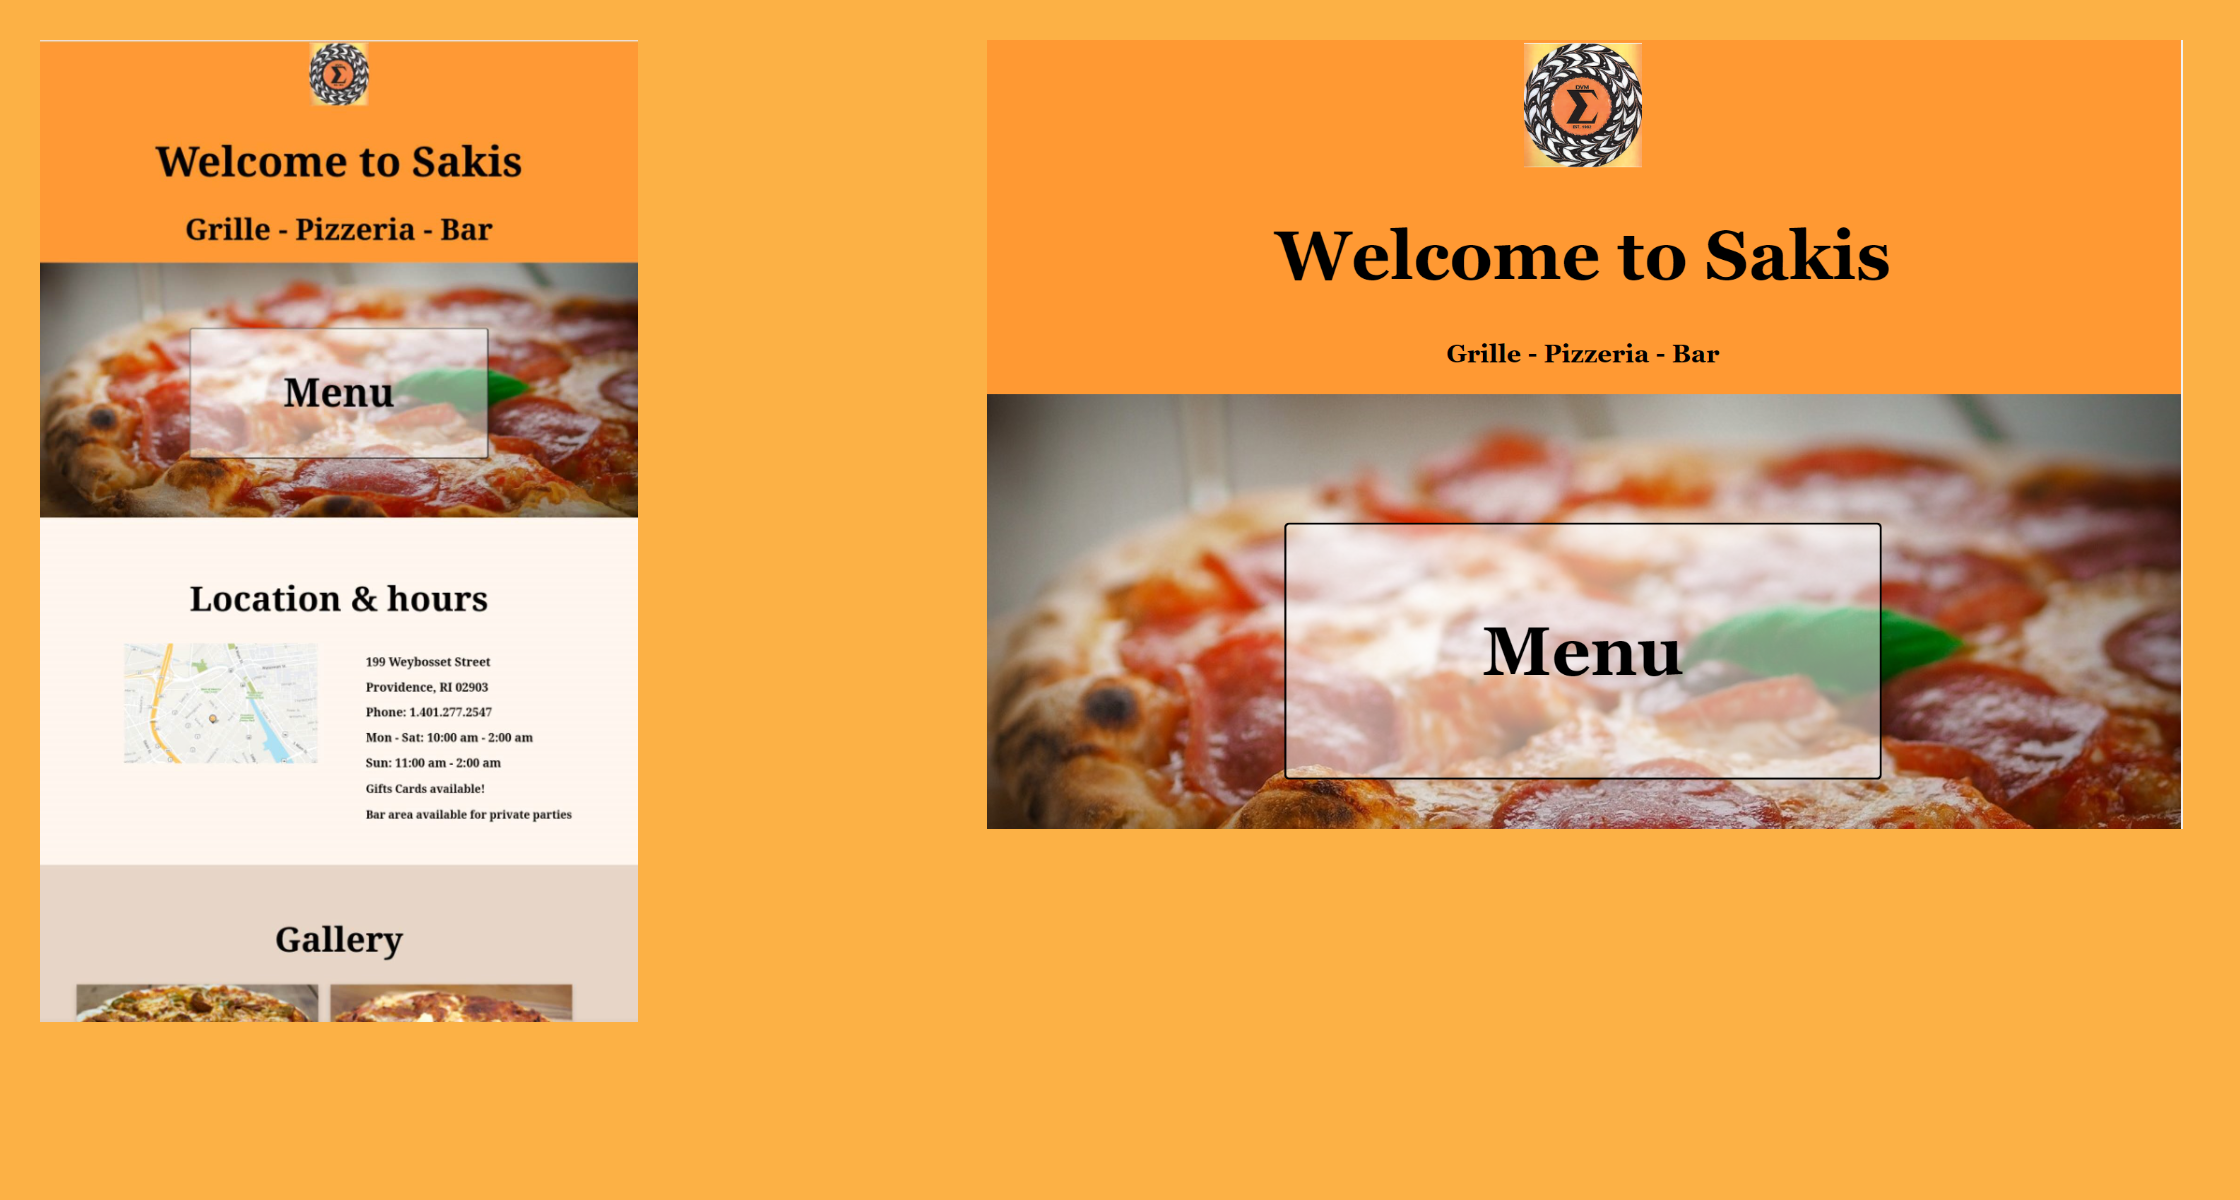 Σ
Welcome to Sakis
Grille - Pizzeria - Bar
Menu
Location & hours
199 Weybosset Street
Providence, RI 02903
Phone: 1.401.277.2547
Mon - Sat: 10:00 am - 2:00 am
Sun: 11:00 am - 2:00 am
Gifts Cards available!
Bar area available for private parties
Gallery
DVM
Σ
Welcome to Sakis
Grille - Pizzeria - Bar
Menu